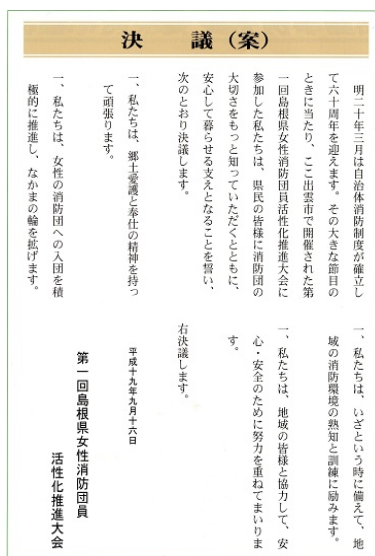 決議(案)
明二十年三月は自治体消防制度が確立し
て六十周年を迎えます。その大きな節目の
ときに当たり、ここ出雲市で開催された第
一回島根県女性消防団員活性化推進大会に
参加した私たちは、県民の皆様に消防団の
大切さをもっと知っていただくとともに、
安心して暮らせる支えとなることを誓い、
次のとおり決議します。
一、私たちは、郷土愛護と奉仕の精神を持っ
て頑張ります。
一、私たちは、女性の消防団への入団を積
極的に推進し、なかまの輪を拡げます。
一、私たちは、いざという時に備えて、地
域の消防環境の熟知と訓練に励みます。
一、私たちは、地域の皆様と協力して、安
心・安全のために努力を重ねてまいりま
す。
右決議します。
平成十九年九月十六日
第一回島根県女性消防団員
活性化推進大会